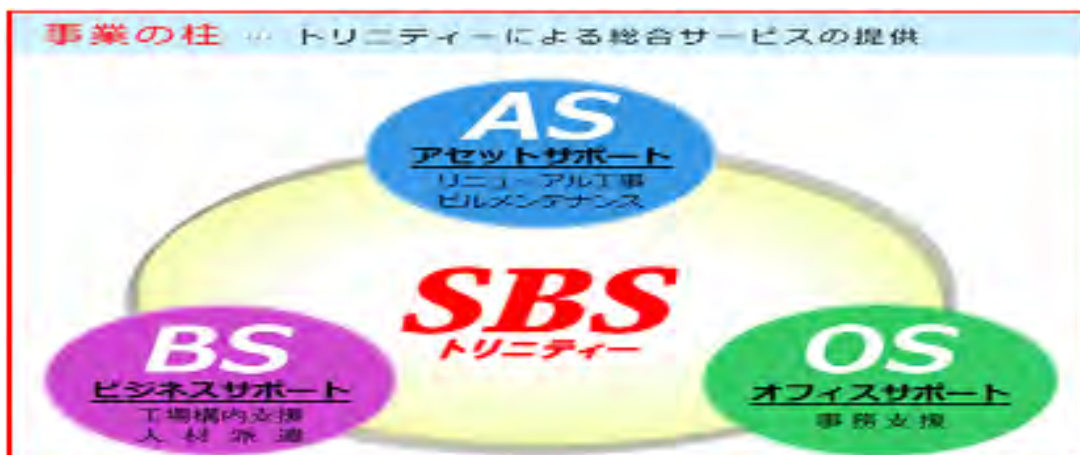 事業の柱 … トリニティーによる総合サービスの提供
AS
アセットサポート
リニューアル工事
ビルメンテナンス
SBS
トリニティー
BS
ビジネスサポート
工場構内支援
人材派遣
OS
オフィスサポート
事務支援